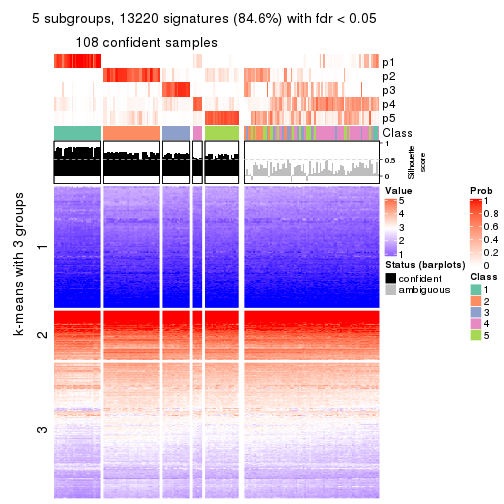 5 subgroups, 13220 signatures (84.6%) with fdr < 0.05
108 confident samples
p1
p2
p3
p4
p5
Class
1
0.5
0
Silhouette
score
k-means with 3 groups
1
2
3
Value
5
4
3
2
1
Status (barplots)
confident
ambiguous
Prob
1
0.8
0.6
0.4
0.2
0
Class
1
2
3
4
5